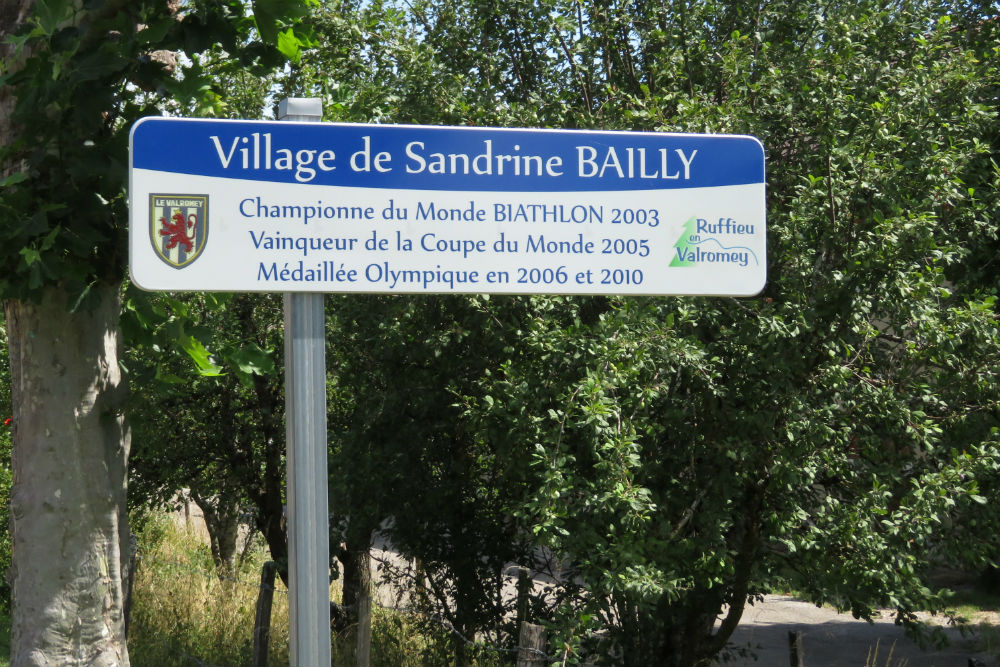 Village de Sandrine BAILLY
LE VALROMEY
Championne du Monde BIATHLON 2003
Vainqueur de la Coupe du Monde 2005
Médaillée Olympique en 2006 et 2010
Ruffieu
en
Valromey